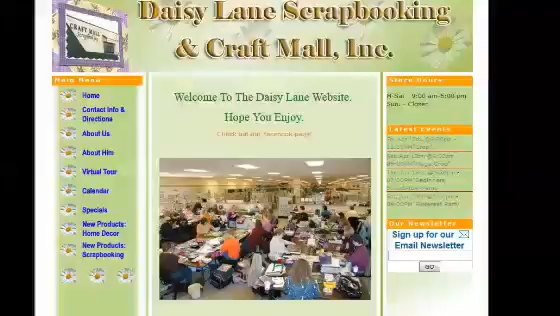 Daisy Lane Scrapbooking
& Craft Mall, Inc.
CRAFT MALL
Scrapbooking
Main Menu
Home
Contact Info &
Directions
About Us
About Him
Virtual Tour
Calendar
Specials
New Products:
Home Decor
New Products:
Scrapbooking
Welcome To The Daisy Lane Website.
Hope You Enjoy.
Check out our facebook page!
Store Hours
M-Sat 9:00 am-5:00 pm
Sun. - Closed
Latest Events
Our Newsletter
Sign up for our
Email Newsletter
GO